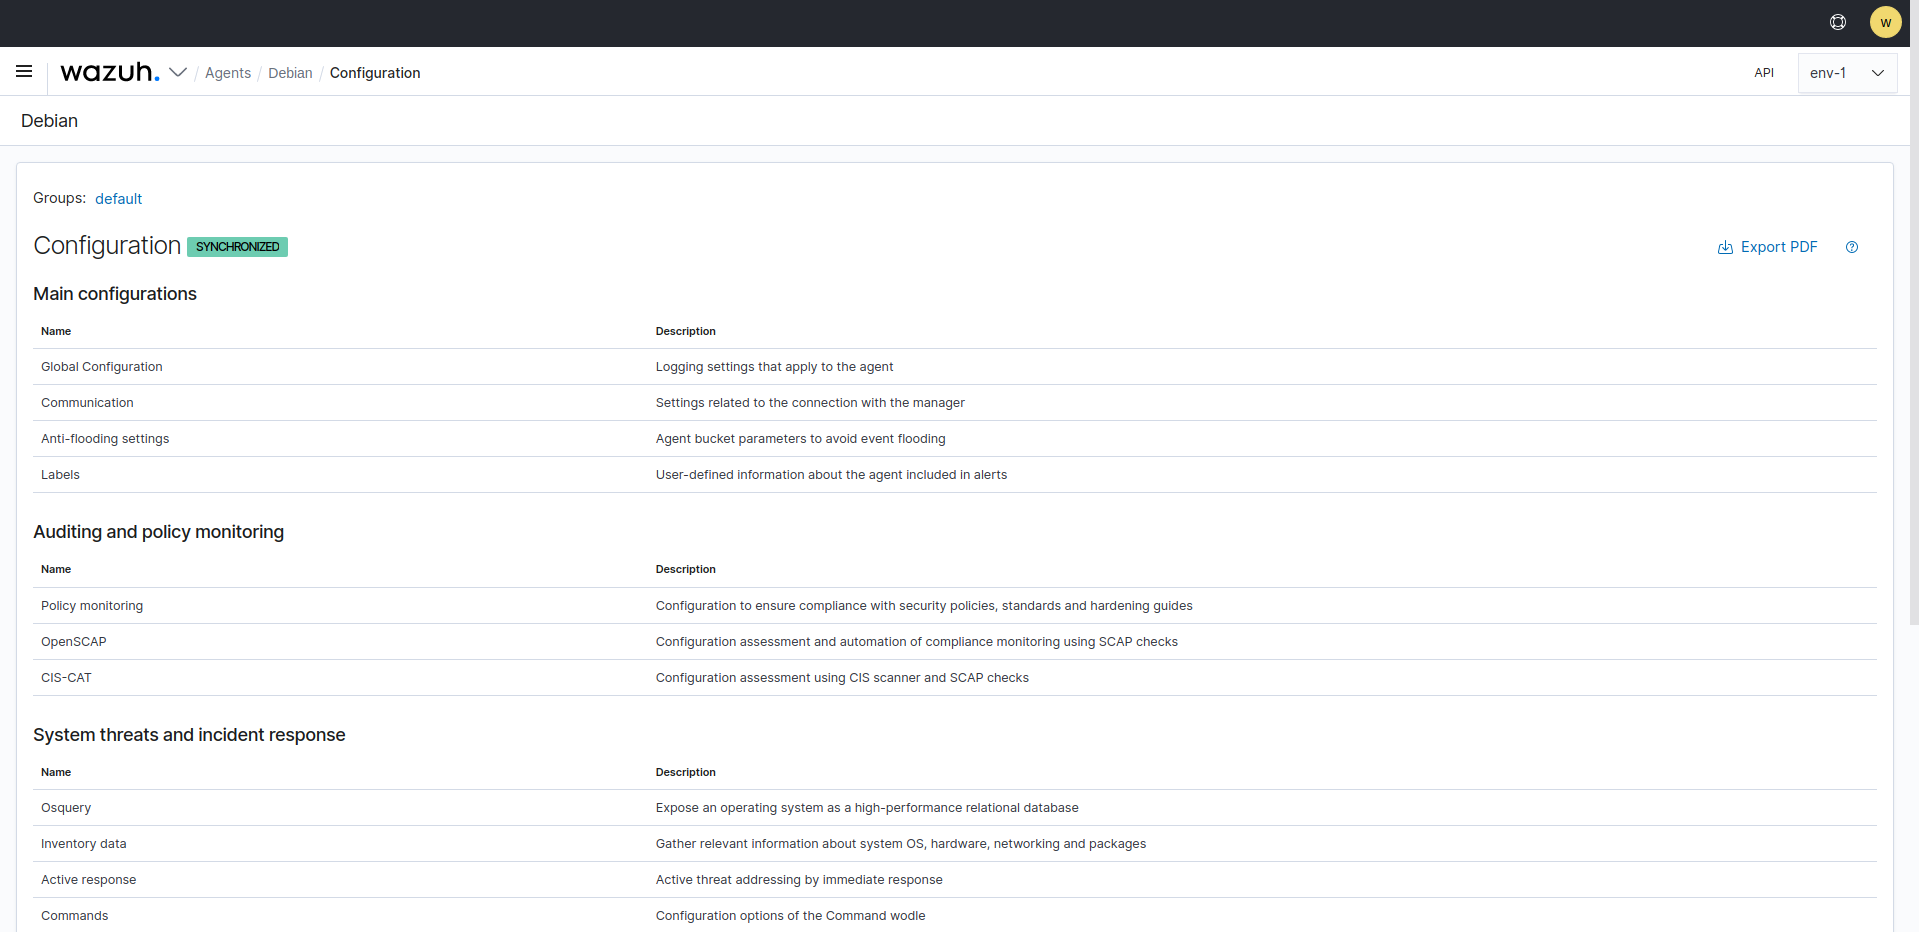 W
wazuh. / Agents / Debian / Configuration API env-1
Debian
Groups: default
Configuration SYNCHRONIZED Export PDF
Main configurations
Name Description
Global Configuration Logging settings that apply to the agent
Communication Settings related to the connection with the manager
Anti-flooding settings Agent bucket parameters to avoid event flooding
Labels User-defined information about the agent included in alerts
Auditing and policy monitoring
Name Description
Policy monitoring Configuration to ensure compliance with security policies, standards and hardening guides
OpenSCAP Configuration assessment and automation of compliance monitoring using SCAP checks
CIS-CAT Configuration assessment using CIS scanner and SCAP checks
System threats and incident response
Name Description
Osquery Expose an operating system as a high-performance relational database
Inventory data Gather relevant information about system OS, hardware, networking and packages
Active response Active threat addressing by immediate response
Commands Configuration options of the Command wodle